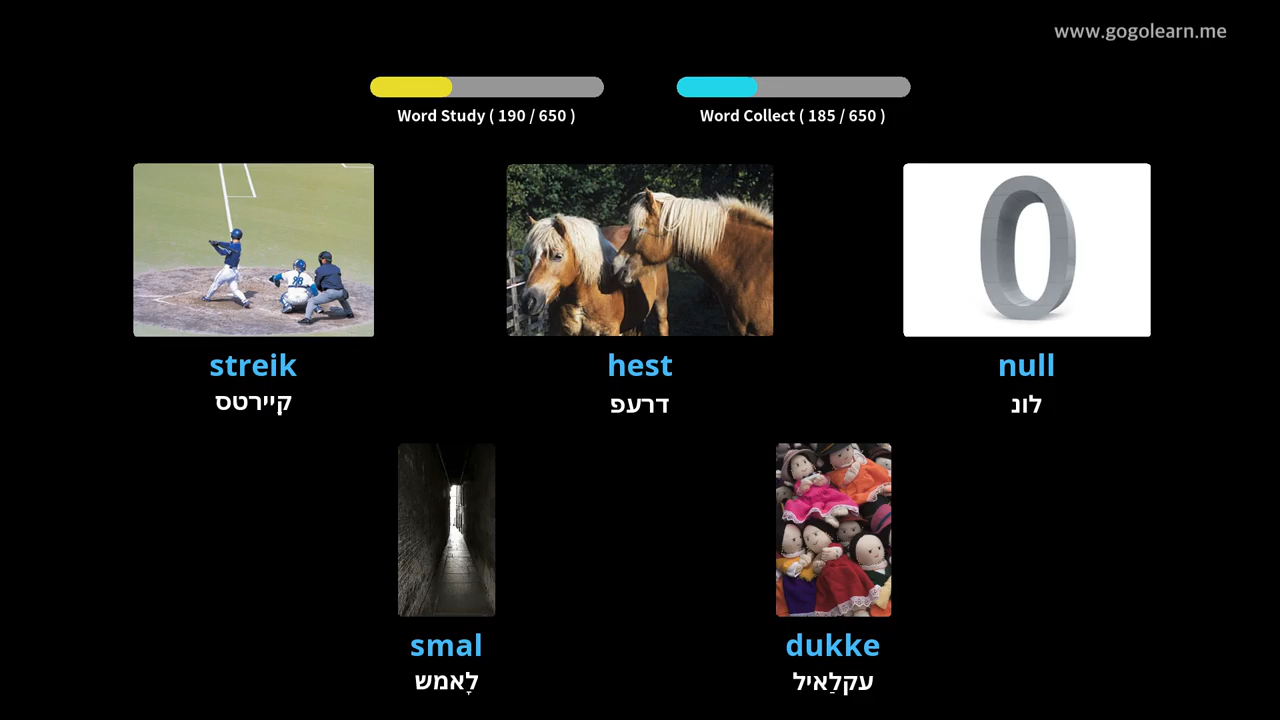 www.gogolearn.me
Word Study ( 190 / 650 )
Word Collect ( 185 / 650 )
streik
קיירטס
hest
דרעפ
null
לונ
smal
לָאמש
dukke
עקלַאיל